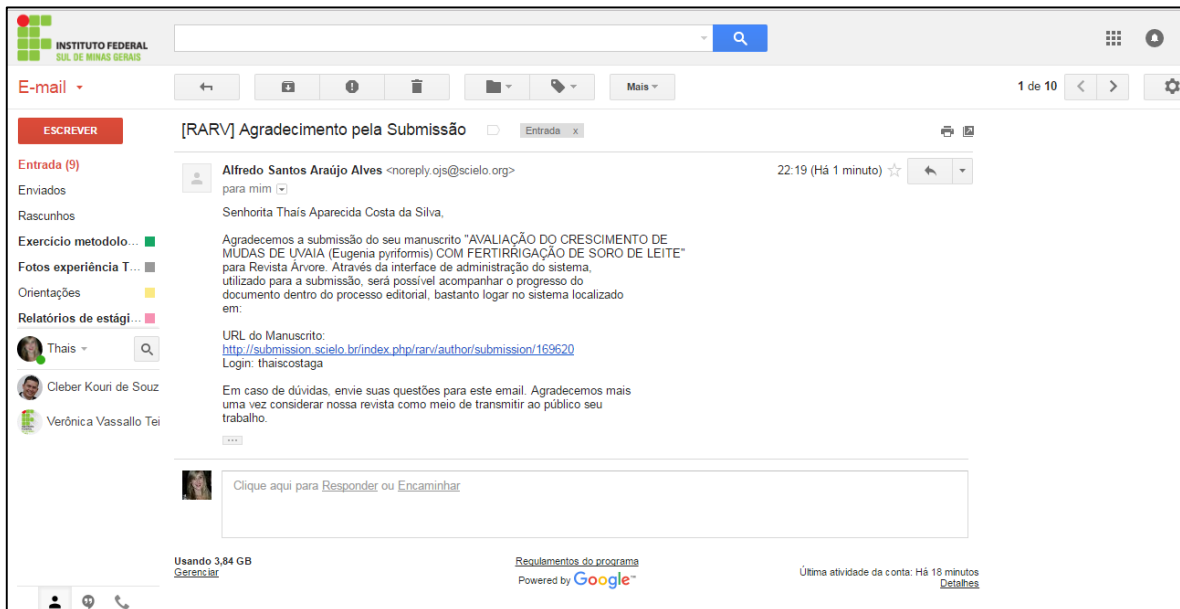 INSTITUTO FEDERAL
SUL DE MINAS GERAIS
E-mail
Mais
1 de 10
ESCREVER
[RARV] Agradecimento pela Submissão
Entrada x
Entrada (9)
Enviados
Rascunhos
Exercício metodolo...
Fotos experiência T...
Orientações
Relatórios de estági...
Thais
Cleber Kouri de Souz
Verônica Vassallo Tei
Alfredo Santos Araújo Alves <noreply.ojs@scielo.org>
22:19 (Há 1 minuto)
para mim
Senhorita Thaís Aparecida Costa da Silva,
Agradecemos a submissão do seu manuscrito "AVALIAÇÃO DO CRESCIMENTO DE
MUDAS DE UVAIA (Eugenia pyriformis) COM FERTIRRIGAÇÃO DE SORO DE LEITE"
para Revista Árvore. Através da interface de administração do sistema,
utilizado para a submissão, será possível acompanhar o progresso do
documento dentro do processo editorial, bastanto logar no sistema localizado
em:
URL do Manuscrito:
http://submission.scielo.br/index.php/rarv/author/submission/169620
Login: thaiscostaga
Em caso de dúvidas, envie suas questões para este email. Agradecemos mais
uma vez considerar nossa revista como meio de transmitir ao público seu
trabalho.
Clique aqui para Responder ou Encaminhar
Usando 3,84 GB
Gerenciar
Regulamentos do programa
Powered by Google™
Última atividade da conta: Há 18 minutos
Detalhes